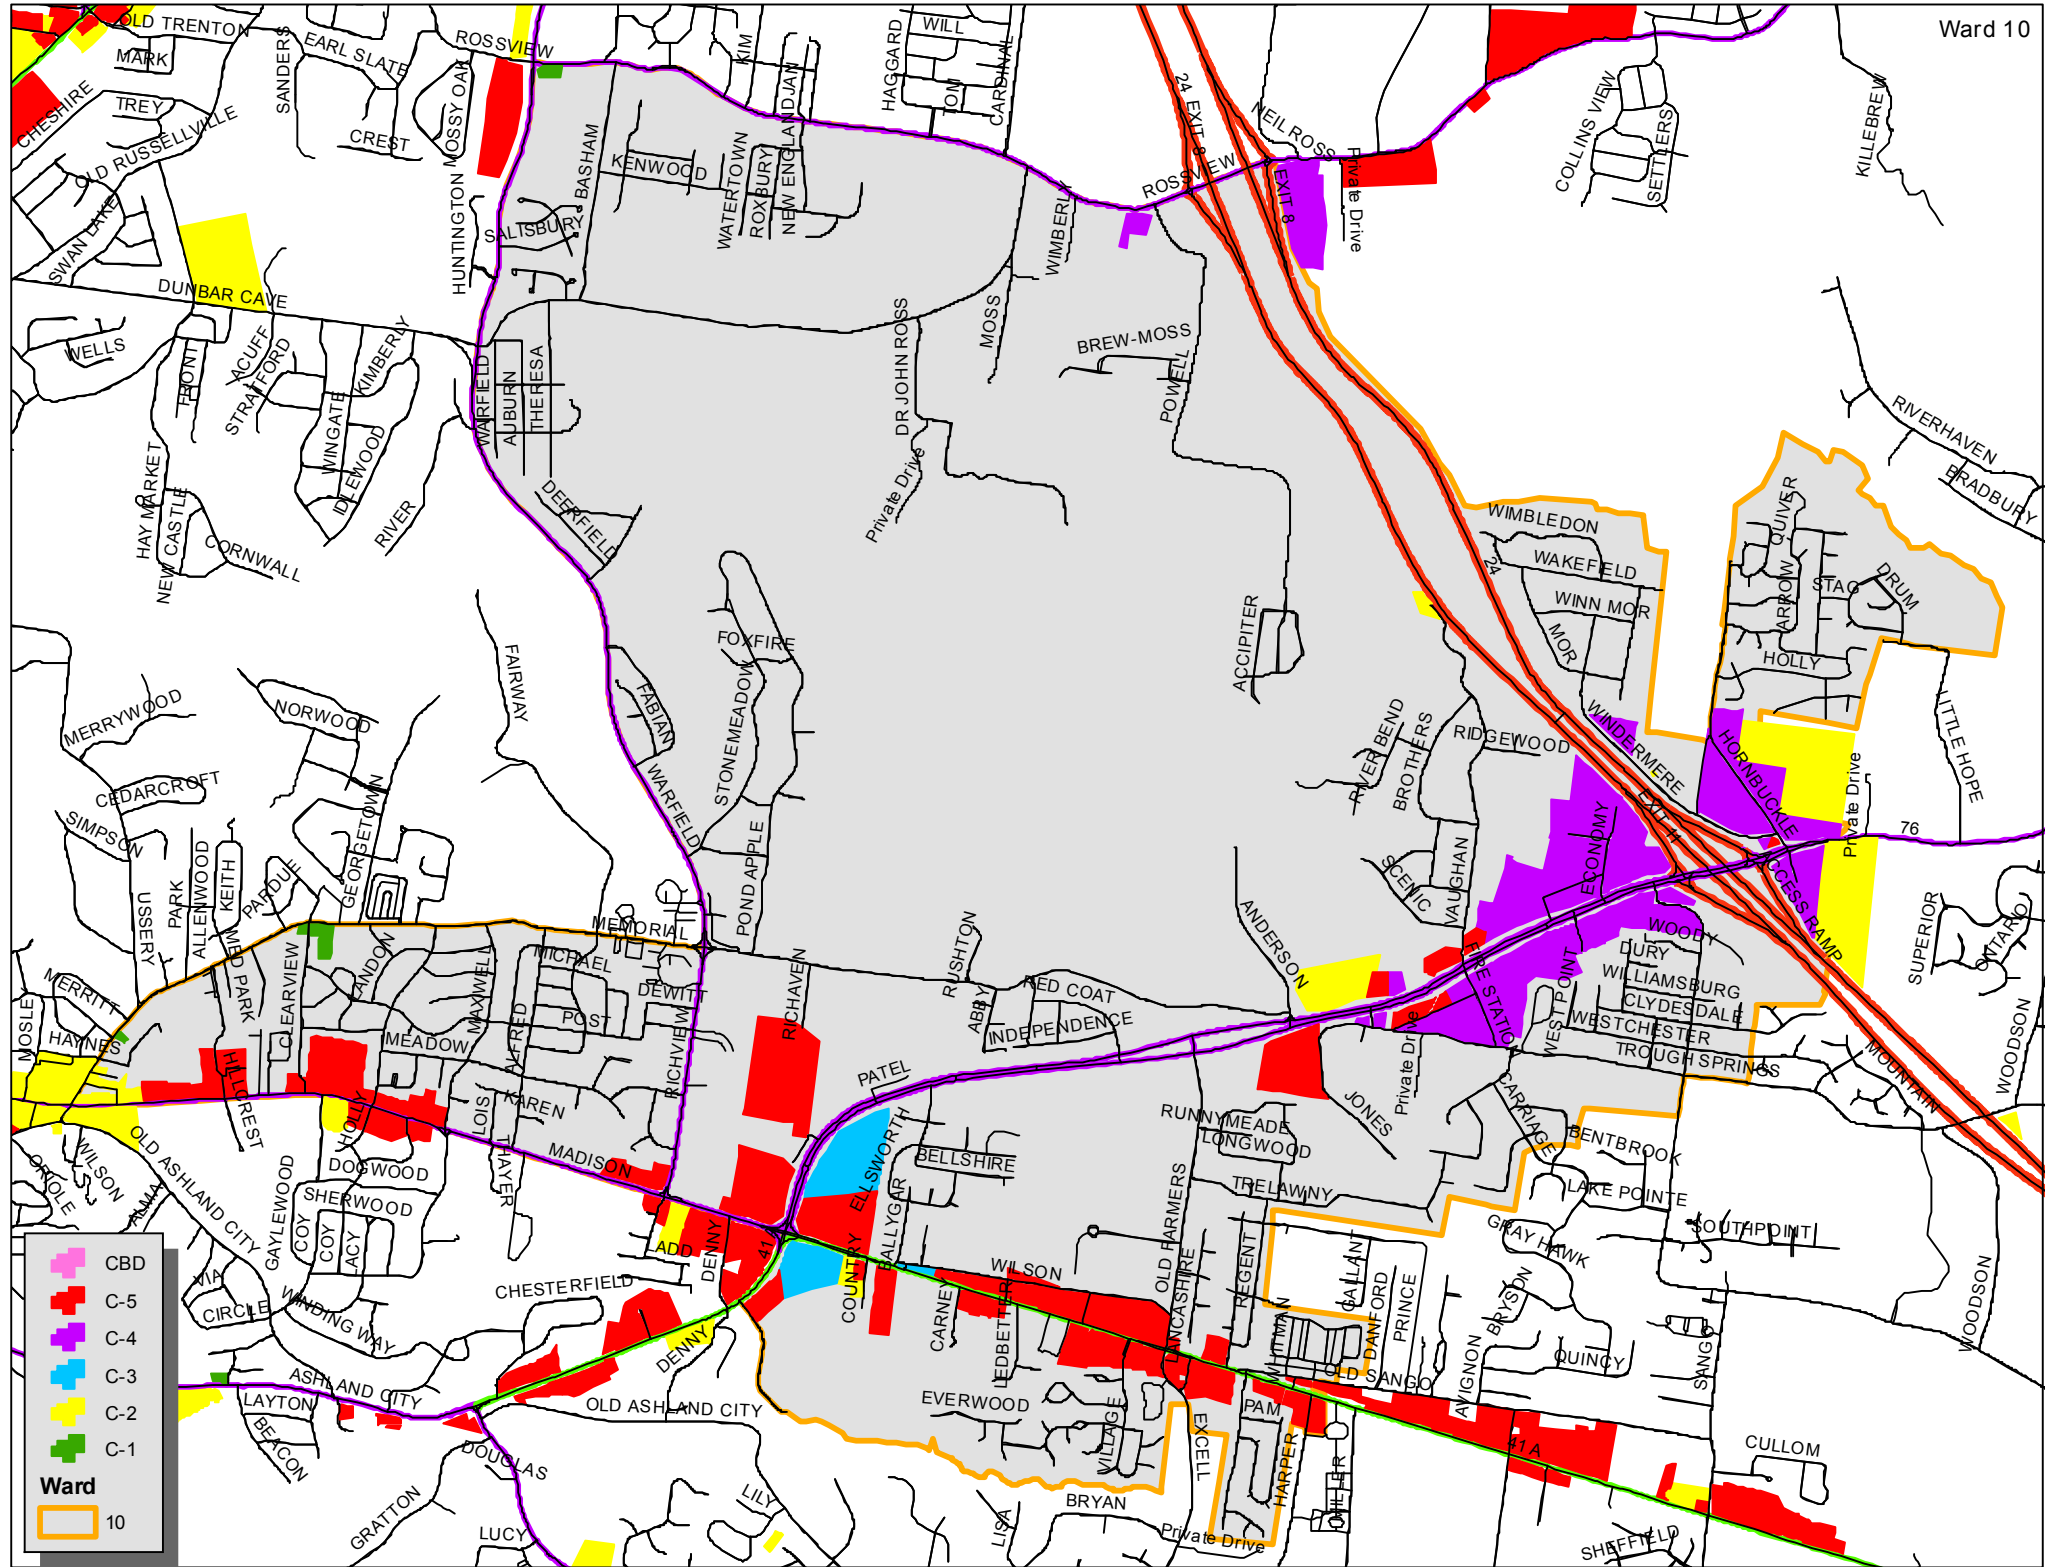 Ward 10
OLD TRENTON
MARK
SANDERS
EARL SLATE
ROSSVIEW
KIM
HAGGARD
WILL
TOM
CARDINAL
24 EXIT 8
NEIL ROSS
COLLINS VIEW
SETTLERS
KILLEBREW
CHESHIRE
TREY
OLD RUSSELLVILLE
CREST
MOSSY OAK
HUNTINGTON
BASHAM
KENWOOD
WATERTOWN
ROXBURY
NEW ENGLAND
JAN
ROSSVIEW
EXIT 8
Private Drive
SWAN LAKE
SALISBURY
WIMBERLY
DUNBAR CAVE
WELLS
FRONT
ACUFF
STRATFORD
KIMBERLY
WINGATE
IDLEWOOD
RIVER
WARFIELD
AUBURN
THERESA
DR JOHN ROSS
MOSS
BREW-MOSS
POWELL
RIVERHAVEN
BRADBURY
HAY MARKET
NEW CASTLE
CORNWALL
DEERFIELD
Private Drive
WIMBLEDON
WAKEFIELD
WINN MOR
MOR
24
QUIVER
ARROW
STAG
DRUM
HOLLY
FOXFIRE
ACCIPITER
FAIRWAY
FABIAN
STONEMEADOW
WARFIELD
MERRYWOOD
NORWOOD
CEDARCROFT
SIMPSON
GEORGETOWN
RIVER BEND
BROTHERS
RIDGEWOOD
WINDERMERE
HORNBUCKLE
LITTLE HOPE
Private Drive
EXIT 11
76
USSERY
PARK
ALLENWOOD
KEITH
PARDUE
POND APPLE
SCENIC
VAUGHAN
ECONOMY
ACCESS RAMP
SUPERIOR
ONTARIO
MEMORIAL
MED PARK
CLEARVIEW
LANDON
MAXWELL
MICHAEL
DEWITT
RICHAVEN
RUSHTON
ANDERSON
FIRE STATION
WOODY
DURY
WILLIAMSBURG
CLYDESDALE
WEST POINT
WESTCHESTER
TROUGH SPRINGS
MERRITT
MOSLE
HAYNES
MEADOW
ALFRED
POST
RICHVIEW
ABBY
RED COAT
INDEPENDENCE
PATEL
Private Drive
MOUNTAIN
WOODSON
HILLCREST
HOLLY
LOIS
KAREN
THAYER
MADISON
ELLSWORTH
BELLSHIRE
RUNNYMEADE
LONGWOOD
JONES
CARRIAGE
BENTBROOK
ORIOLE
WILSON
ALMA
OLD ASHLAND CITY
DOGWOOD
SHERWOOD
GAYLEWOOD
COY
COY
ACY
DENNY
LADD
41A
COUNTRY
BALLYGAR
OLD FARMERS
TRELAWNY
LAKE POINTE
GRAY HAWK
SOUTHPOINT
VIA
CIRCLE
WINDING WAY
CHESTERFIELD
DENNY
WILSON
CARNEY
LEDBETTER
LANCASHIRE
REGENT
WHITMAN
GALLANT
DANFORD
PRINCE
BRYSON
AVIGNON
QUINCY
SANGO
WOODSON
OLD SANGO
ASHLAND CITY
LAYTON
BEACON
OLD ASHLAND CITY
DOUGLAS
EVERWOOD
VILLAGE
EXCELL
PAM
HARPER
MILLER
41A
CULLOM
GRATTON
LUCY
LILY
LISA
BRYAN
Private Drive
SHEFFIELD
CBD
C-5
C-4
C-3
C-2
C-1
Ward
10